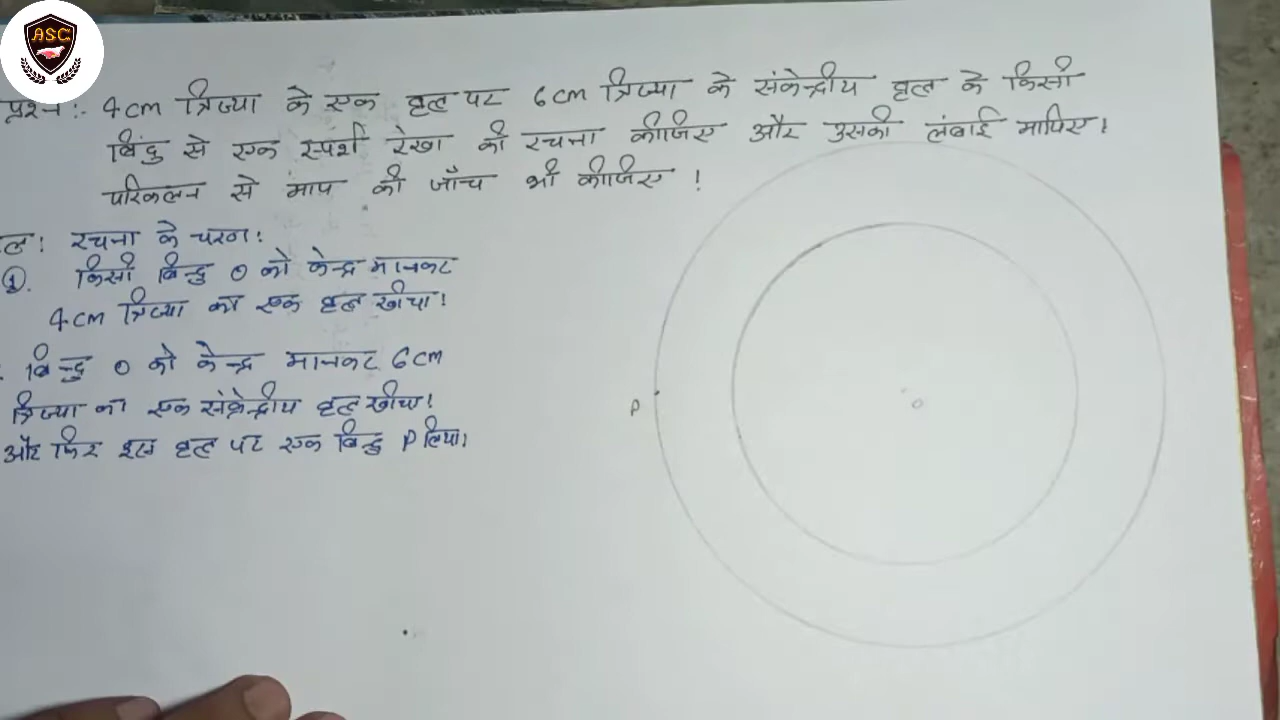 ASC
प्रश्न:- 4cm त्रिज्या के एक वृत्त पर 6cm त्रिज्या के संकेन्द्रीय वृत्त के किसी
बिंदु से एक स्पर्श रेखा की रचना कीजिए और उसकी लंबाई मापिए।
परिकलन से माप की जाँच भी कीजिए !
हल: रचना के चरण:
①. किसी बिन्दु O को केन्द्र मानकर
4cm त्रिज्या का एक वृत्त खींचा!
बिन्दु O को केन्द्र मानकर 6cm
त्रिज्या का एक संकेन्द्रीय वृत्त खींचा!
और फिर इस वृत्त पर एक बिन्दु P लिया।
P
O